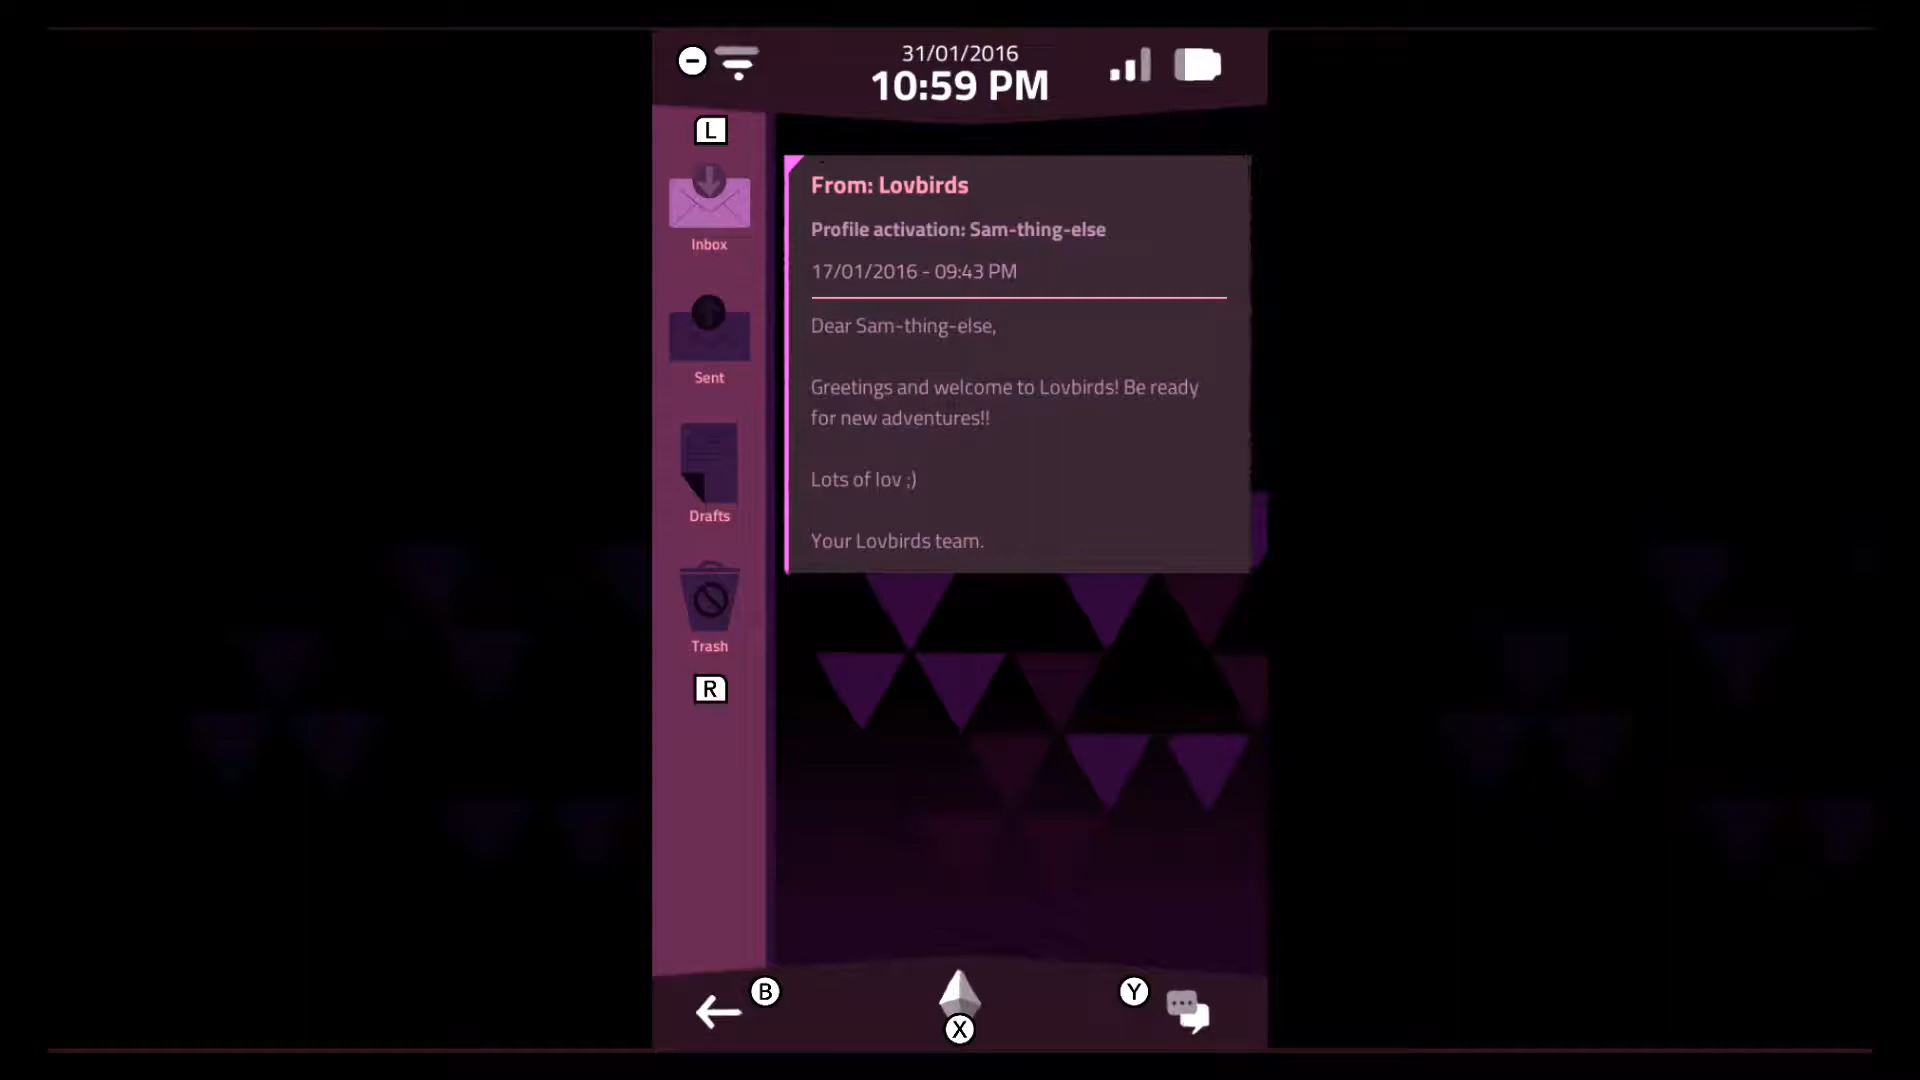 31/01/2016
10:59 PM
L
Inbox
Sent
Drafts
Trash
R
From: Lovbirds
Profile activation: Sam-thing-else
17/01/2016 - 09:43 PM
Dear Sam-thing-else,
Greetings and welcome to Lovbirds! Be ready
for new adventures!!
Lots of lov ;)
Your Lovbirds team.
B
X
Y